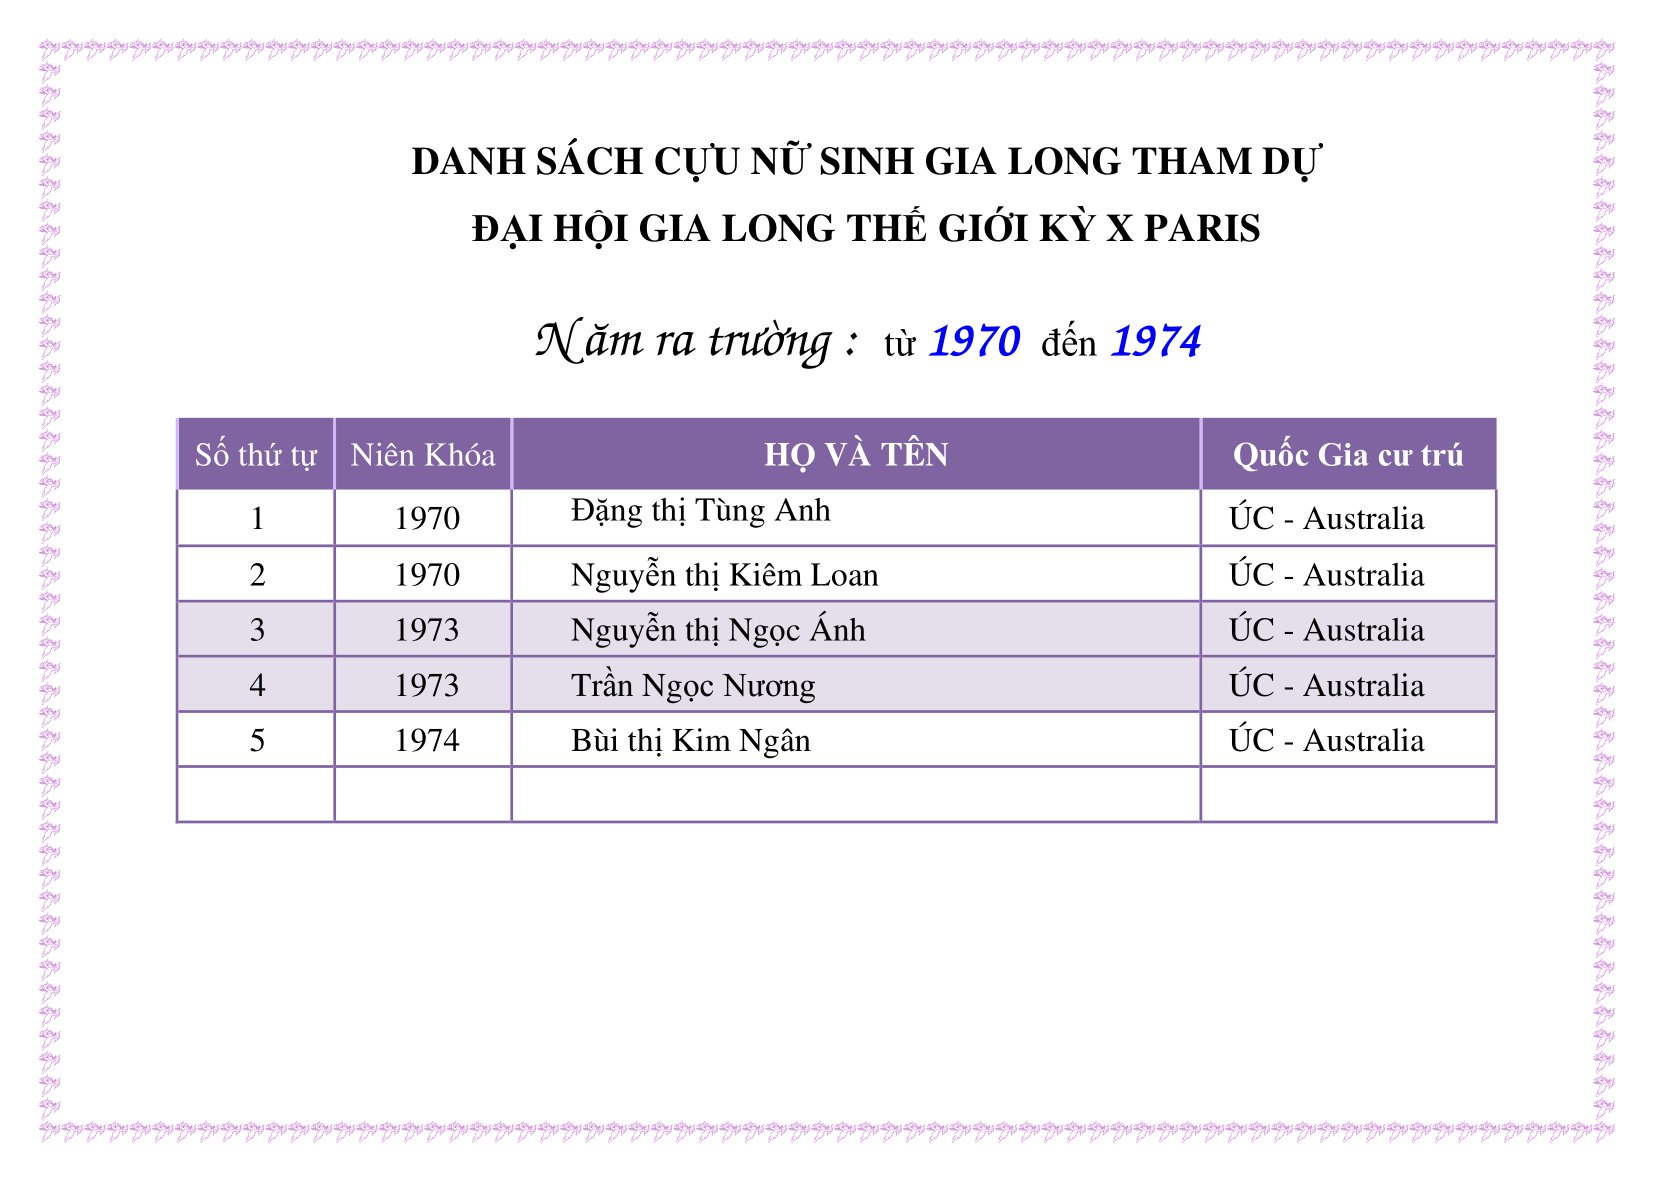 DANH SÁCH CỰU NỮ SINH GIA LONG THAM DỰ
ĐẠI HỘI GIA LONG THẾ GIỚI KỲ X PARIS
Năm ra trường : từ 1970 đến 1974
Số thứ tự Niên Khóa HỌ VÀ TÊN Quốc Gia cư trú
1 1970 Đặng thị Tùng Anh ÚC - Australia
2 1970 Nguyễn thị Kiêm Loan ÚC - Australia
3 1973 Nguyễn thị Ngọc Ánh ÚC - Australia
4 1973 Trần Ngọc Nương ÚC - Australia
5 1974 Bùi thị Kim Ngân ÚC - Australia